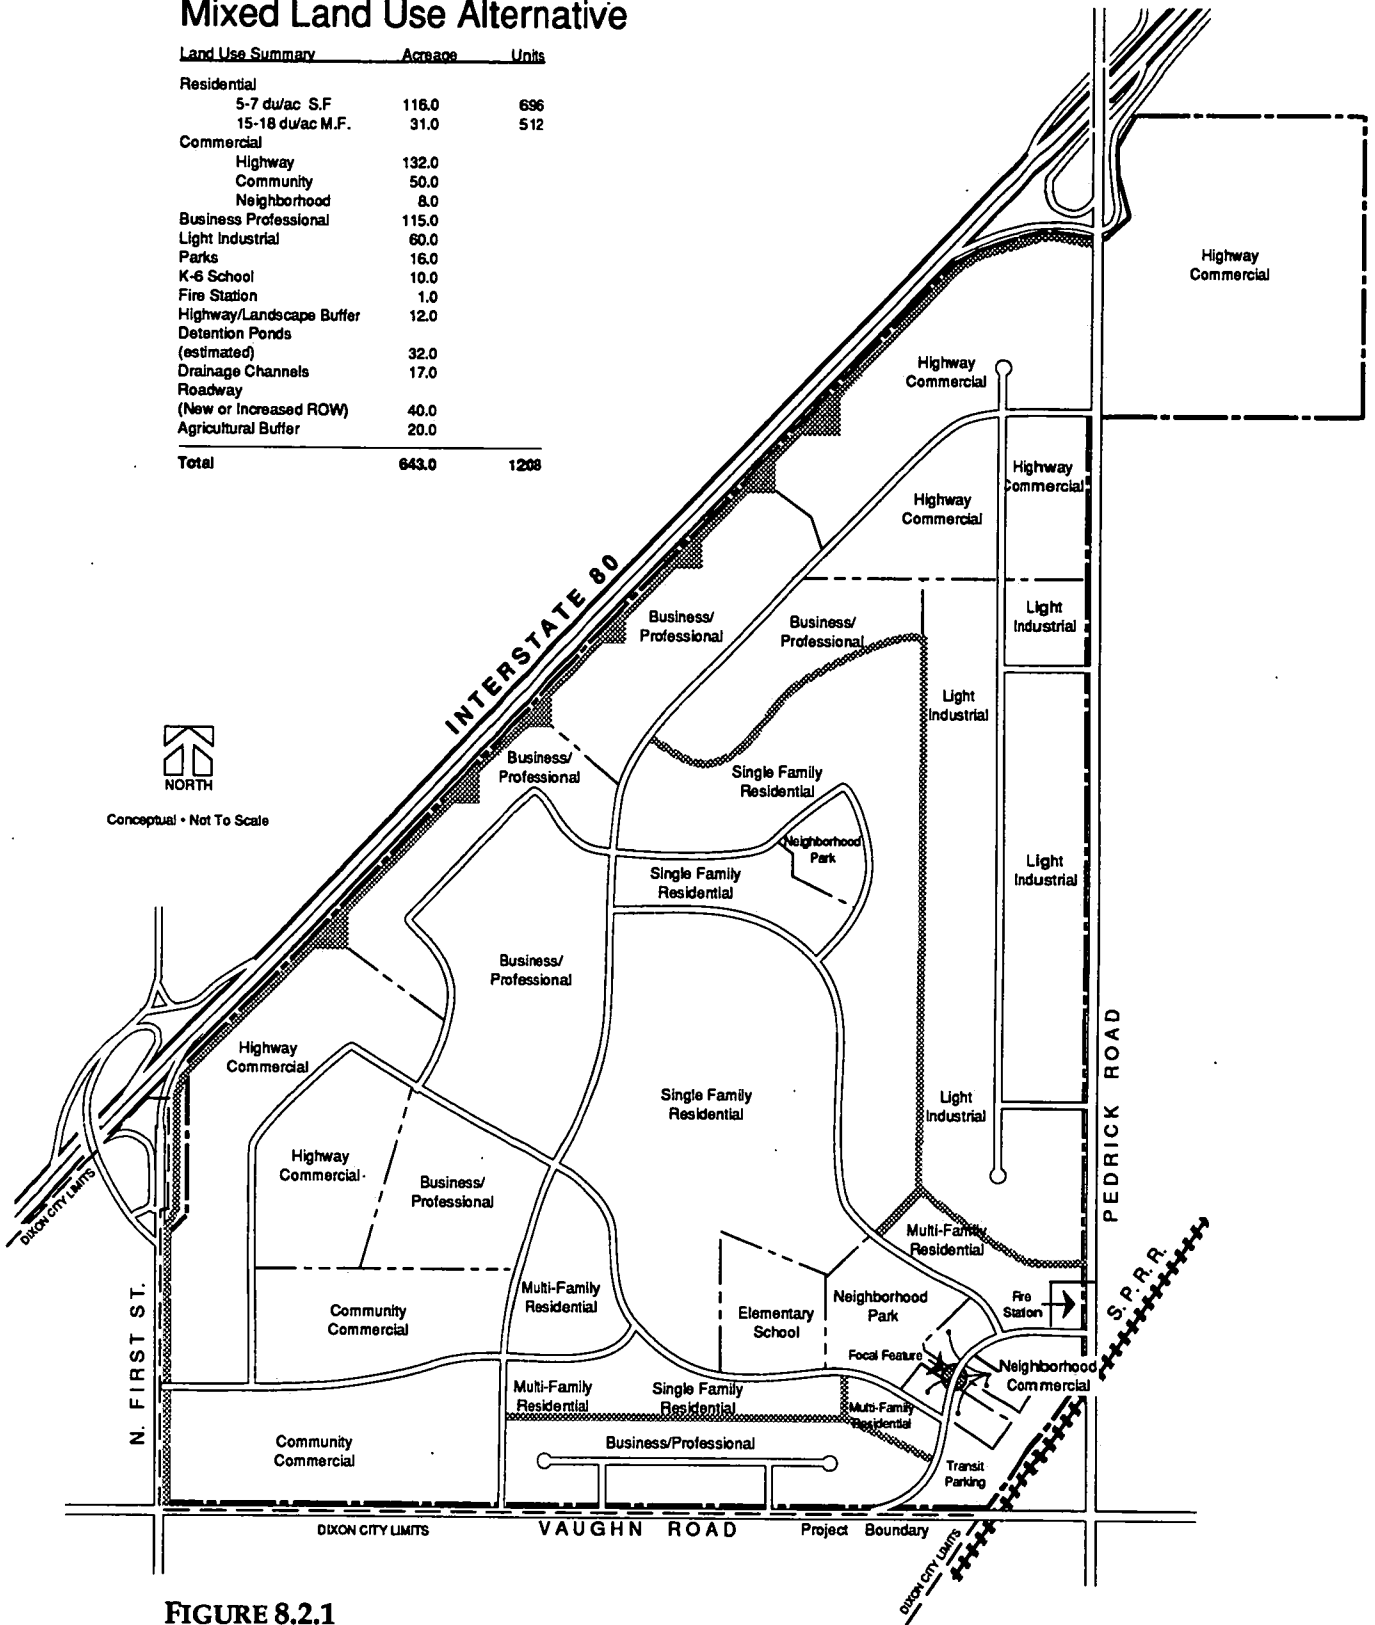 Mixed Land Use Alternative
Land Use Summary Acreage Units
Residential
5-7 du/ac S.F 116.0 696
15-18 du/ac M.F. 31.0 512
Commercial
Highway 132.0
Community 50.0
Neighborhood 8.0
Business Professional 115.0
Light Industrial 60.0
Parks 16.0
K-6 School 10.0
Fire Station 1.0
Highway/Landscape Buffer 12.0
Detention Ponds
(estimated) 32.0
Drainage Channels 17.0
Roadway
(New or Increased ROW) 40.0
Agricultural Buffer 20.0
Total 643.0 1208
Highway
Commercial
Highway
Commercial
Highway
Commercial
Highway
Commercial
INTERSTATE 80
Light
Industrial
Business/
Professional
Business/
Professional
Light
Industrial
NORTH
Conceptual • Not To Scale
Business/
Professional
Single Family
Residential
Neighborhood
Park
Single Family
Residential
Light
Industrial
Business/
Professional
Highway
Commercial
Single Family
Residential
Light
Industrial
PEDRICK ROAD
Highway
Commercial
Business/
Professional
DIXON CITY LIMITS
Multi-Family
Residential
S. P. R. R.
N. FIRST ST.
Multi-Family
Residential
Community
Commercial
Elementary
School
Neighborhood
Park
Fire
Station
Focal Feature
Neighborhood
Commercial
Multi-Family
Residential
Single Family
Residential
Multi-Family
Residential
Community
Commercial
Business/Professional
Transit
Parking
DIXON CITY LIMITS
VAUGHN ROAD
Project Boundary
DIXON CITY LIMITS
FIGURE 8.2.1